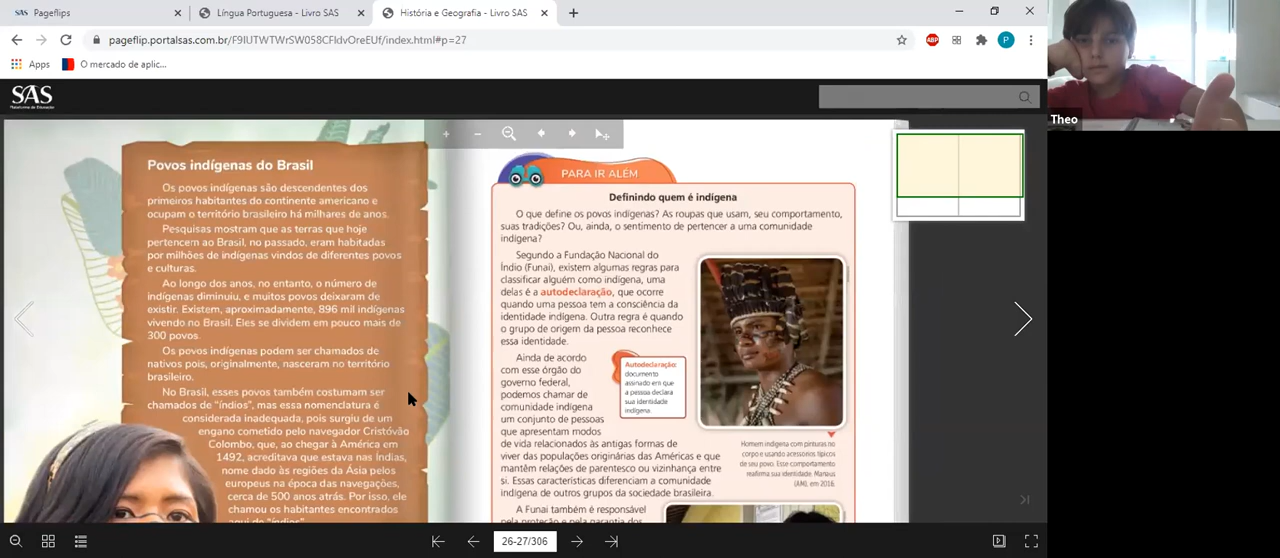 Pageflips
Língua Portuguesa - Livro SAS
História e Geografia - Livro SAS
pageflip.portalsas.com.br/F9IUTWTWrSW058CFIdvOreEUf/index.html#p=27
ABP
P
Apps
O mercado de aplic...
SAS
Plataforma de Educação
Theo
Povos indígenas do Brasil
Os povos indígenas são descendentes dos
primeiros habitantes do continente americano e
ocupam o território brasileiro há milhares de anos.
Pesquisas mostram que as terras que hoje
pertencem ao Brasil, no passado, eram habitadas
por milhões de indígenas vindos de diferentes povos
e culturas.
Ao longo dos anos, no entanto, o número de
indígenas diminuiu, e muitos povos deixaram de
existir. Existem, aproximadamente, 896 mil indígenas
vivendo no Brasil. Eles se dividem em pouco mais de
300 povos.
Os povos indígenas podem ser chamados de
nativos pois, originalmente, nasceram no território
brasileiro.
No Brasil, esses povos também costumam ser
chamados de "índios", mas essa nomenclatura é
considerada inadequada, pois surgiu de um
engano cometido pelo navegador Cristóvão
Colombo, que, ao chegar à América em
1492, acreditava que estava nas Índias,
nome dado às regiões da Ásia pelos
europeus na época das navegações,
cerca de 500 anos atrás. Por isso, ele
chamou os habitantes encontrados
aqui de "índios".
PARA IR ALÉM
Definindo quem é indígena
O que define os povos indígenas? As roupas que usam, seu comportamento,
suas tradições? Ou, ainda, o sentimento de pertencer a uma comunidade
indígena?
Segundo a Fundação Nacional do
Índio (Funai), existem algumas regras para
classificar alguém como indígena, uma
delas é a autodeclaração, que ocorre
quando uma pessoa tem a consciência da
identidade indígena. Outra regra é quando
o grupo de origem da pessoa reconhece
essa identidade.
Ainda de acordo
com esse órgão do
governo federal,
podemos chamar de
comunidade indígena
um conjunto de pessoas
que apresentam modos
de vida relacionados às antigas formas de
viver das populações originárias das Américas e que
mantêm relações de parentesco ou vizinhança entre
si. Essas características diferenciam a comunidade
indígena de outros grupos da sociedade brasileira.
A Funai também é responsável
pela proteção e pela garantia dos
Autodeclaração:
documento
assinado em que
a pessoa declara
sua identidade
indígena.
Homem indígena com pinturas no
corpo e usando acessórios típicos
de seu povo. Esse comportamento
reafirma sua identidade. Manaus
(AM), em 2016.
26-27/306